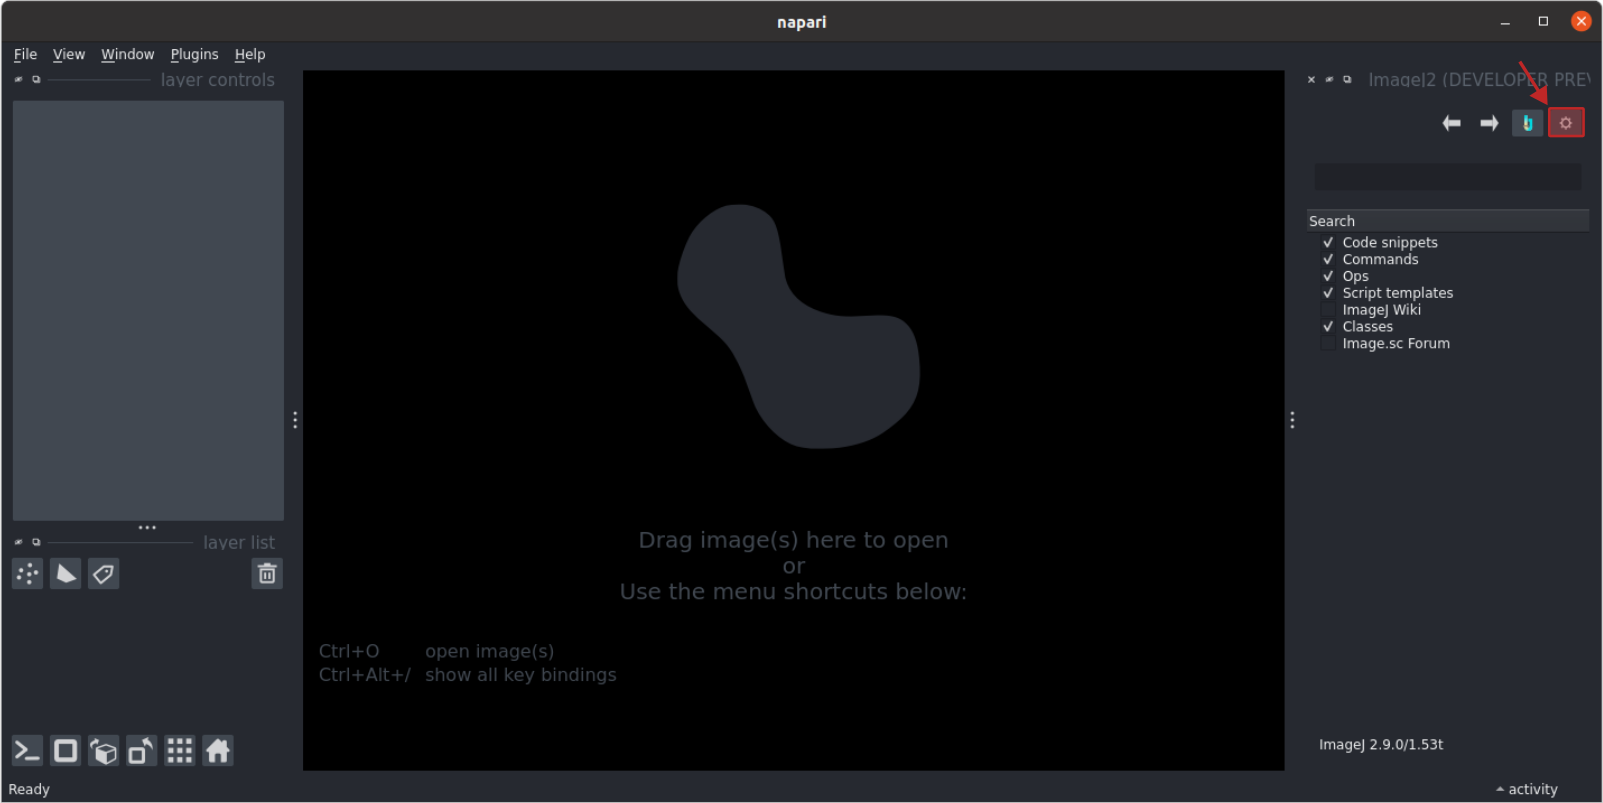 napari
File View Window Plugins Help
layer controls
ImageJ2 (DEVELOPER PREV
Search
Code snippets
Commands
Ops
Script templates
ImageJ Wiki
Classes
Image.sc Forum
layer list
Drag image(s) here to open
or
Use the menu shortcuts below:
Ctrl+O open image(s)
Ctrl+Alt+/ show all key bindings
ImageJ 2.9.0/1.53t
Ready
activity